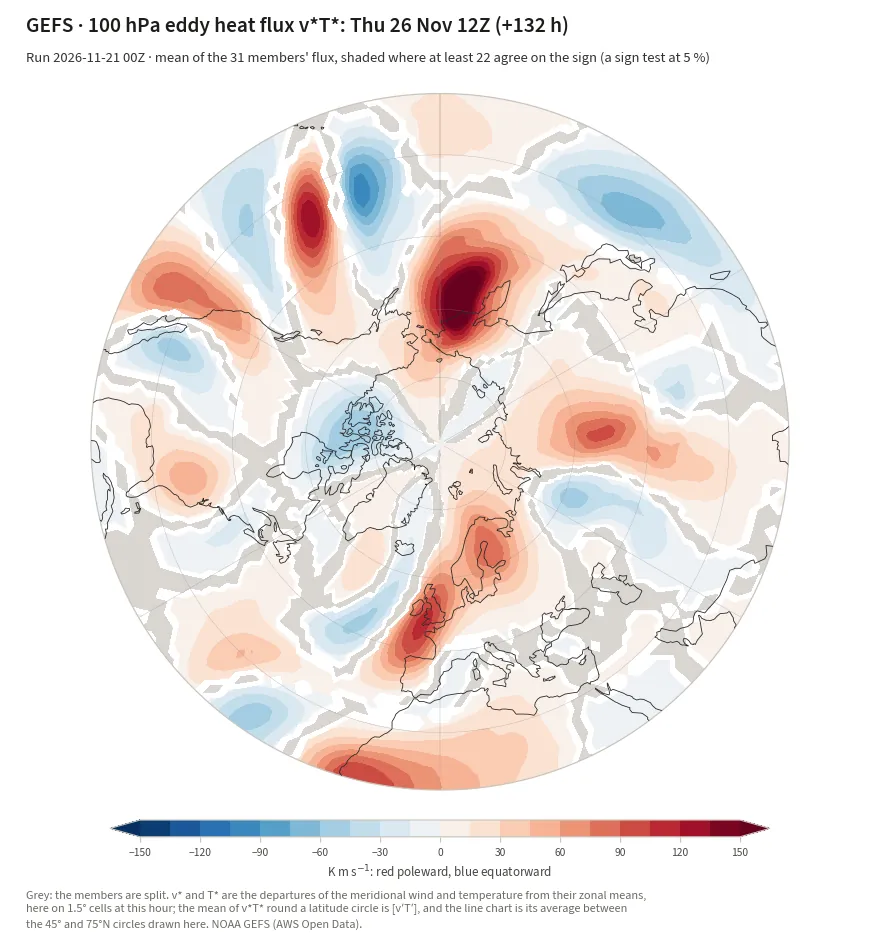 GEFS · 100 hPa eddy heat flux v*T*: Thu 26 Nov 12Z (+132 h)
Run 2026-11-21 00Z · mean of the 31 members' flux, shaded where at least 22 agree on the sign (a sign test at 5 %)
−150 −120 −90 −60 −30 0 30 60 90 120 150
K m s⁻¹: red poleward, blue equatorward
Grey: the members are split. v* and T* are the departures of the meridional wind and temperature from their zonal means,
here on 1.5° cells at this hour; the mean of v*T* round a latitude circle is [v'T'], and the line chart is its average between
the 45° and 75°N circles drawn here. NOAA GEFS (AWS Open Data).